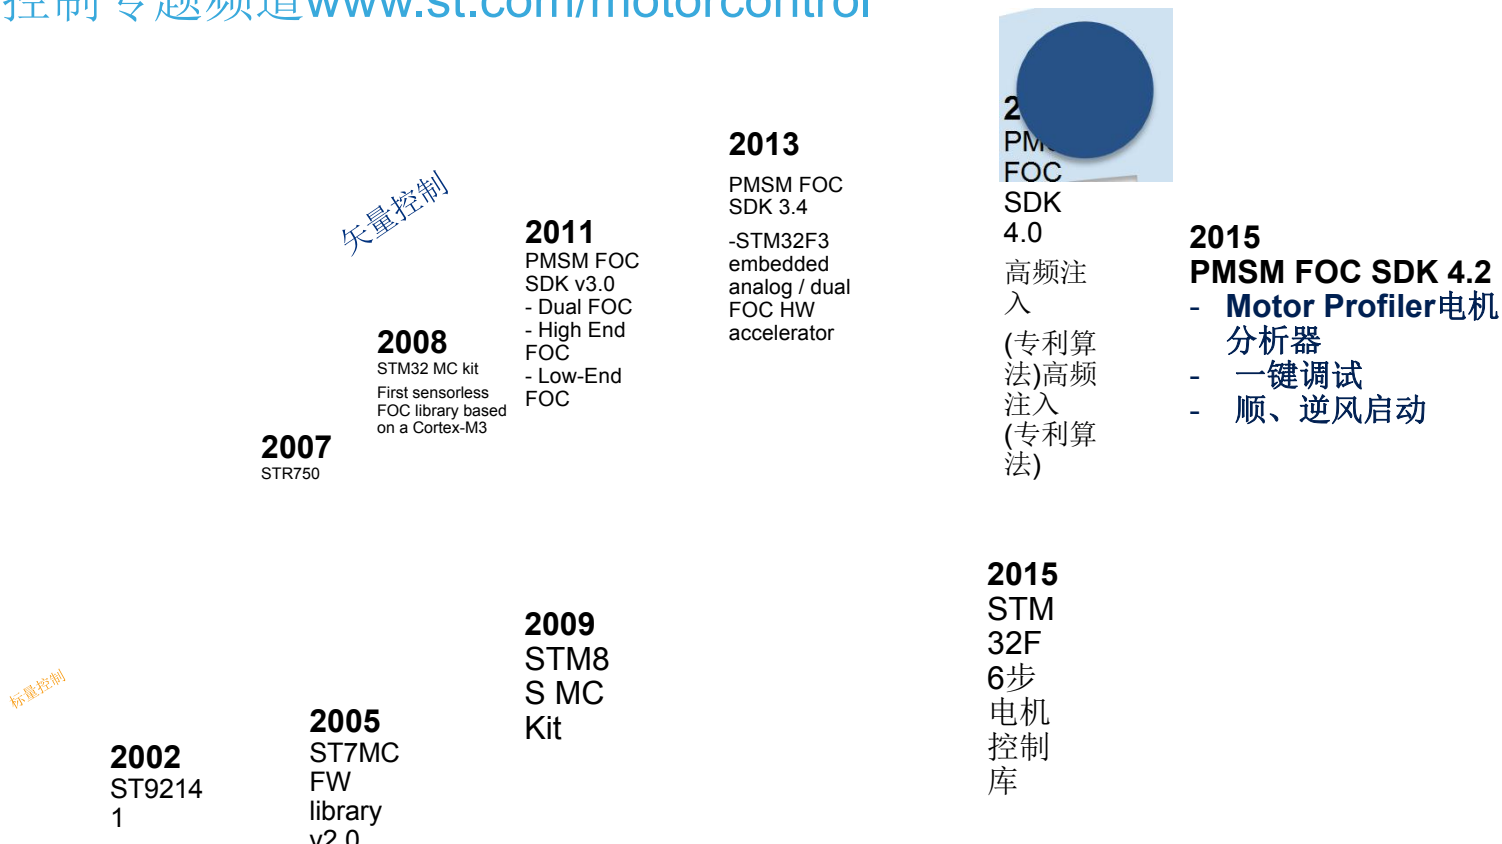 控制专题频道www.st.com/motorcontrol
矢量控制
2013
PMSM FOC
SDK 3.4
-STM32F3
embedded
analog / dual
FOC HW
accelerator
FOC
SDK
4.0
高频注
入
(专利算
法)高频
注入
(专利算
法)
2011
PMSM FOC
SDK v3.0
- Dual FOC
- High End
FOC
- Low-End
FOC
2015
PMSM FOC SDK 4.2
- Motor Profiler电机
分析器
- 一键调试
- 顺、逆风启动
2008
STM32 MC kit
First sensorless
FOC library based
on a Cortex-M3
2007
STR750
标量控制
2002
ST9214
1
2005
ST7MC
FW
library
v2.0
2009
STM8
S MC
Kit
2015
STM
32F
6步
电机
控制
库